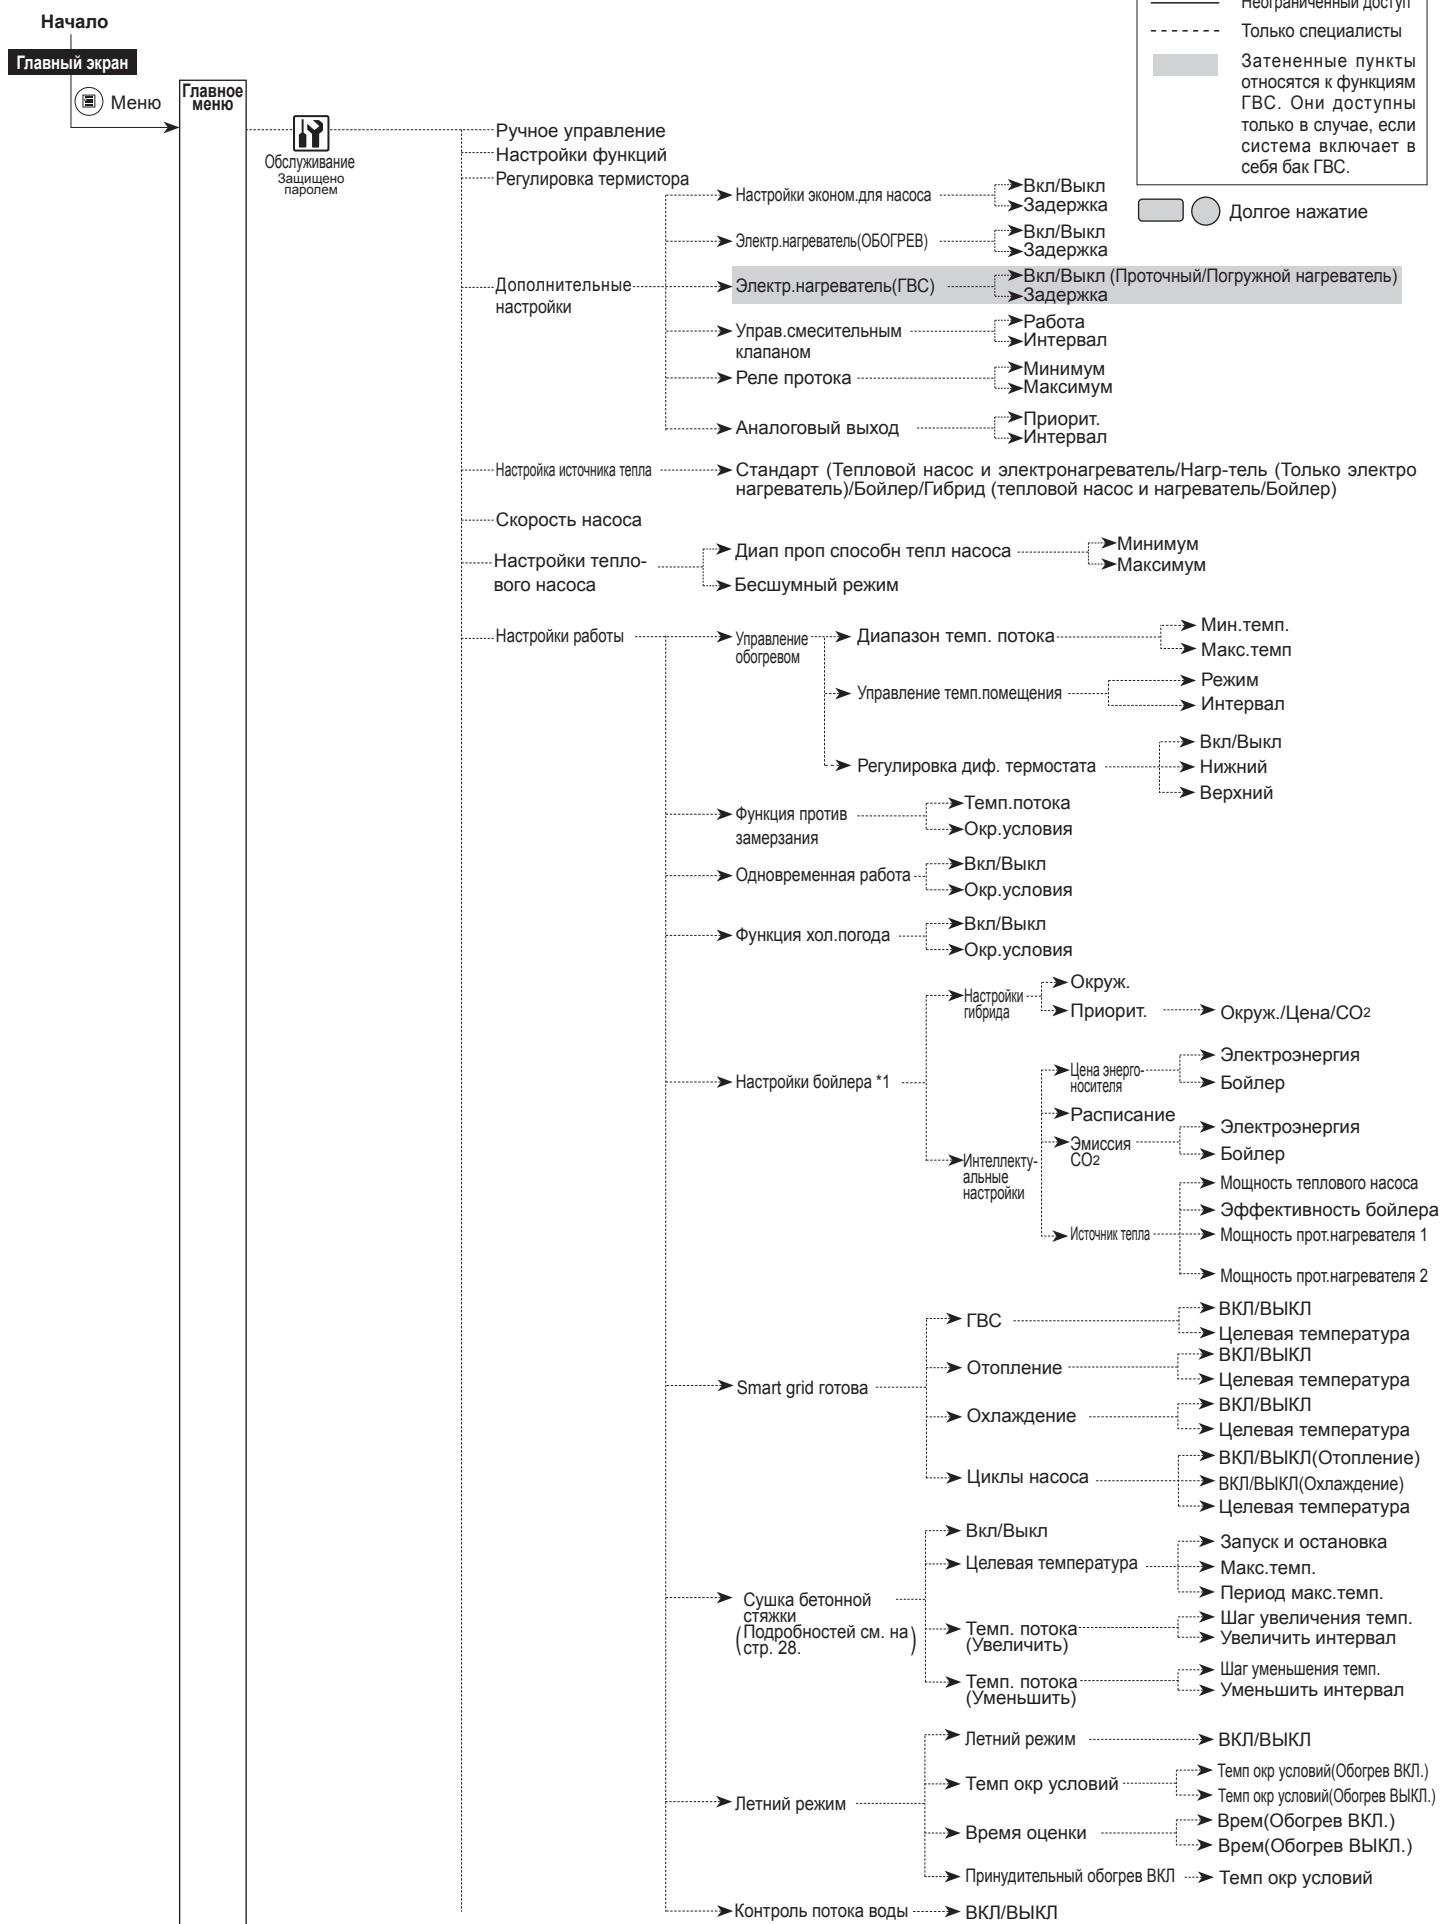 Неограниченный доступ
Только специалисты
Затененные пункты
относятся к функциям
ГВС. Они доступны
только в случае, если
система включает в
себя бак ГВС.
Долгое нажатие
Начало
Главный экран
Меню
Главное
меню
Обслуживание
Защищено
паролем
Ручное управление
Настройки функций
Регулировка термистора
Дополнительные
настройки
Настройки эконом.для насоса
Вкл/Выкл
Задержка
Электр.нагреватель(ОБОГРЕВ)
Вкл/Выкл
Задержка
Электр.нагреватель(ГВС)
Вкл/Выкл (Проточный/Погружной нагреватель)
Задержка
Управ.смесительным
клапаном
Работа
Интервал
Реле протока
Минимум
Максимум
Аналоговый выход
Приорит.
Интервал
Настройка источника тепла
Стандарт (Тепловой насос и электронагреватель/Нагр-тель (Только электро
нагреватель)/Бойлер/Гибрид (тепловой насос и нагреватель/Бойлер)
Скорость насоса
Настройки тепло-
вого насоса
Диап проп способн тепл насоса
Минимум
Максимум
Бесшумный режим
Настройки работы
Управление
обогревом
Диапазон темп. потока
Мин.темп.
Макс.темп
Управление темп.помещения
Режим
Интервал
Регулировка диф. термостата
Вкл/Выкл
Нижний
Верхний
Функция против
замерзания
Темп.потока
Окр.условия
Одновременная работа
Вкл/Выкл
Окр.условия
Функция хол.погода
Вкл/Выкл
Окр.условия
Настройки бойлера *1
Настройки
гибрида
Окруж.
Приорит.
Окруж./Цена/CO2
Интеллекту-
альные
настройки
Цена энерго-
носителя
Электроэнергия
Бойлер
Расписание
Эмиссия
CO2
Электроэнергия
Бойлер
Источник тепла
Мощность теплового насоса
Эффективность бойлера
Мощность прот.нагревателя 1
Мощность прот.нагревателя 2
Smart grid готова
ГВС
ВКЛ/ВЫКЛ
Целевая температура
Отопление
ВКЛ/ВЫКЛ
Целевая температура
Охлаждение
ВКЛ/ВЫКЛ
Целевая температура
Циклы насоса
ВКЛ/ВЫКЛ(Отопление)
ВКЛ/ВЫКЛ(Охлаждение)
Целевая температура
Сушка бетонной
стяжки
(Подробностей см. на
стр. 28.)
Вкл/Выкл
Целевая температура
Запуск и остановка
Макс.темп.
Период макс.темп.
Темп. потока
(Увеличить)
Шаг увеличения темп.
Увеличить интервал
Темп. потока
(Уменьшить)
Шаг уменьшения темп.
Уменьшить интервал
Летний режим
Летний режим
ВКЛ/ВЫКЛ
Темп окр условий
Темп окр условий(Обогрев ВКЛ.)
Темп окр условий(Обогрев ВЫКЛ.)
Время оценки
Врем(Обогрев ВКЛ.)
Врем(Обогрев ВЫКЛ.)
Принудительный обогрев ВКЛ
Темп окр условий
Контроль потока воды
ВКЛ/ВЫКЛ